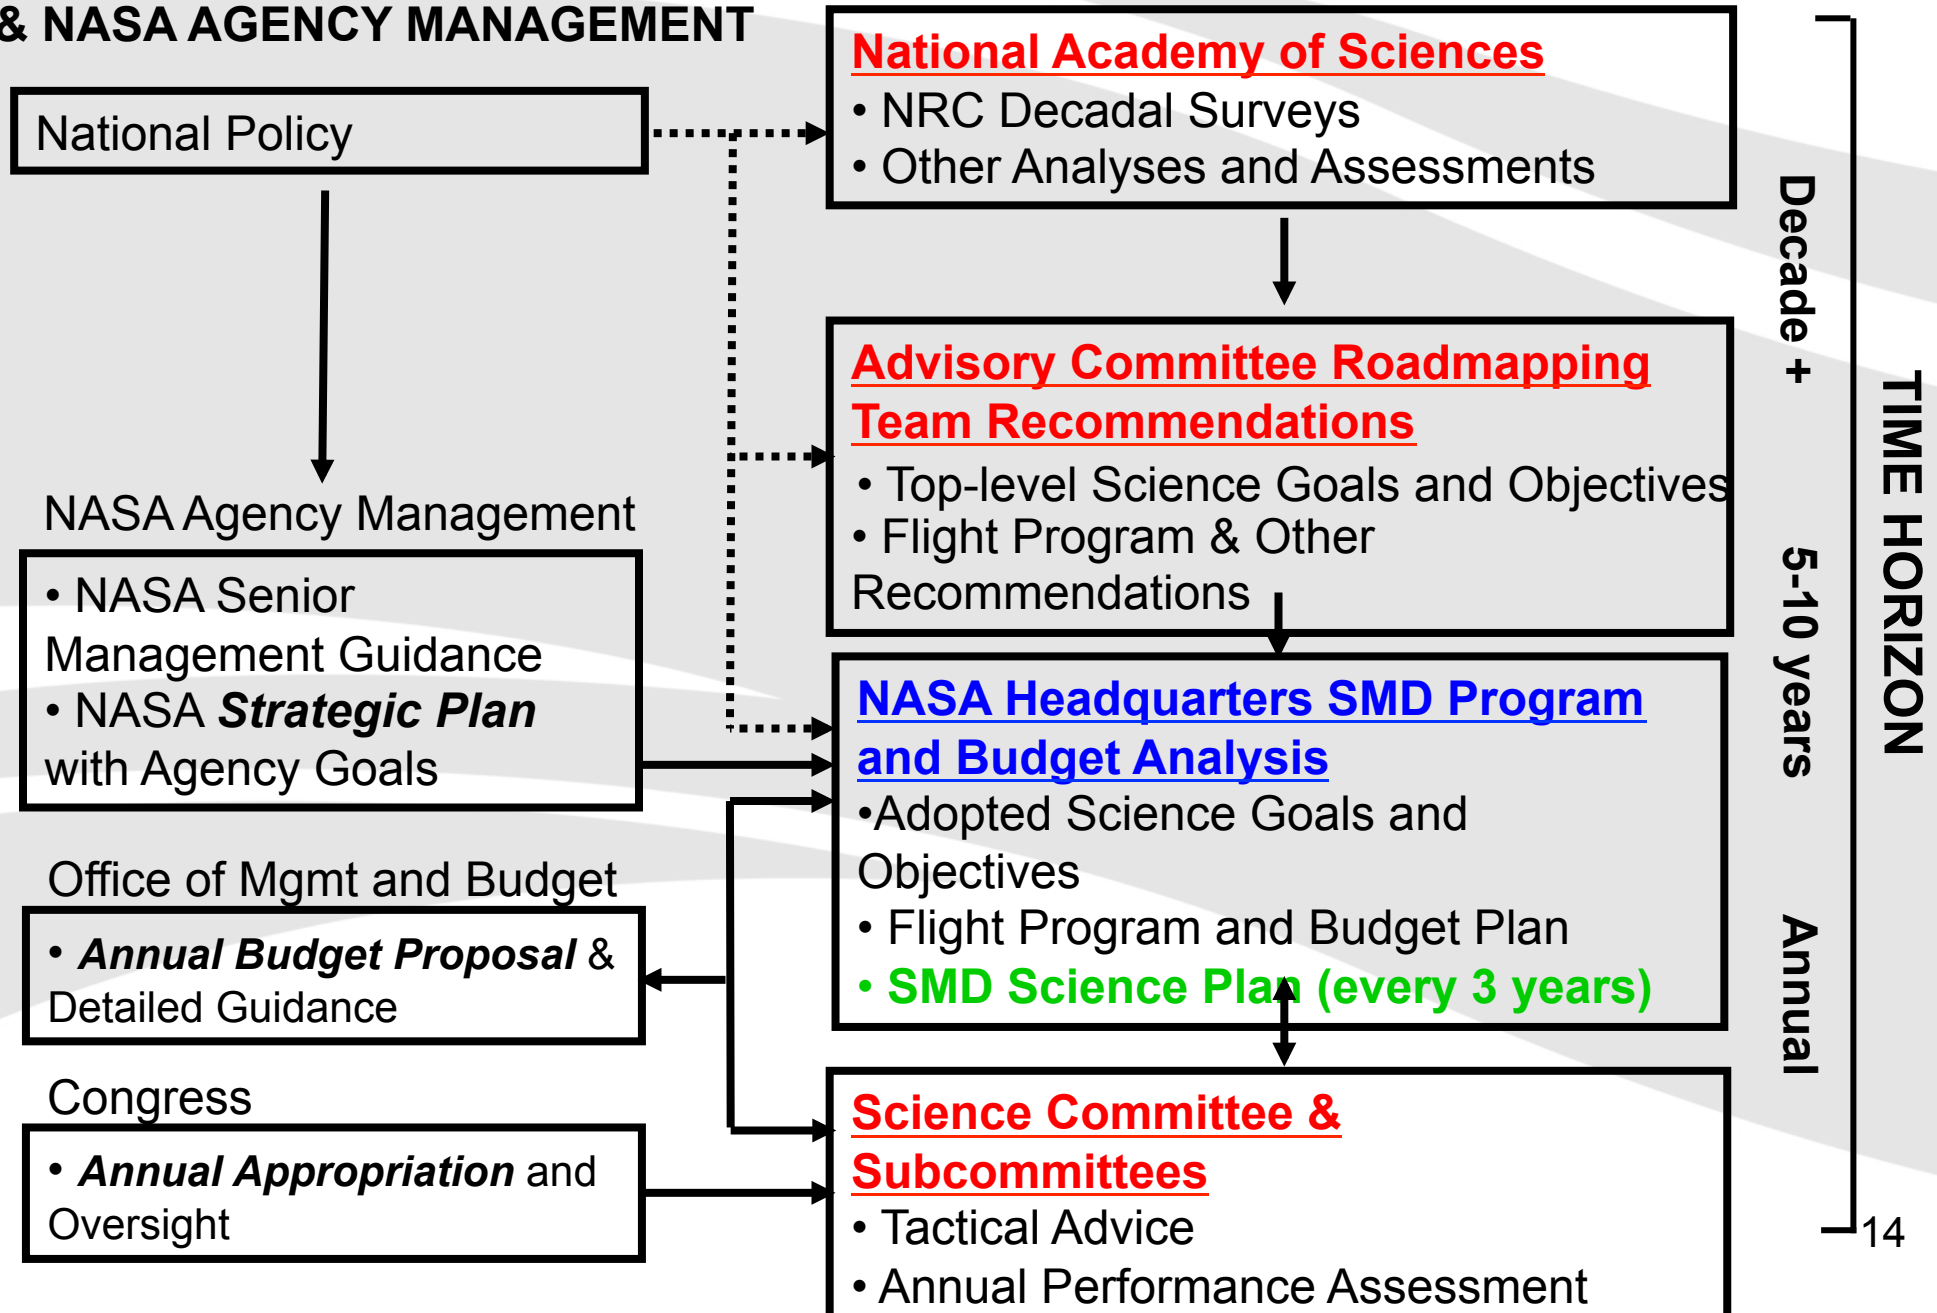 & NASA AGENCY MANAGEMENT
National Policy
NASA Agency Management
• NASA Senior
Management Guidance
• NASA Strategic Plan
with Agency Goals
Office of Mgmt and Budget
• Annual Budget Proposal &
Detailed Guidance
Congress
• Annual Appropriation and
Oversight
National Academy of Sciences
• NRC Decadal Surveys
• Other Analyses and Assessments
Advisory Committee Roadmapping
Team Recommendations
• Top-level Science Goals and Objectives
• Flight Program & Other
Recommendations
NASA Headquarters SMD Program
and Budget Analysis
•Adopted Science Goals and
Objectives
• Flight Program and Budget Plan
• SMD Science Plan (every 3 years)
Science Committee &
Subcommittees
• Tactical Advice
• Annual Performance Assessment
Decade +
5-10 years
Annual
TIME HORIZON
14